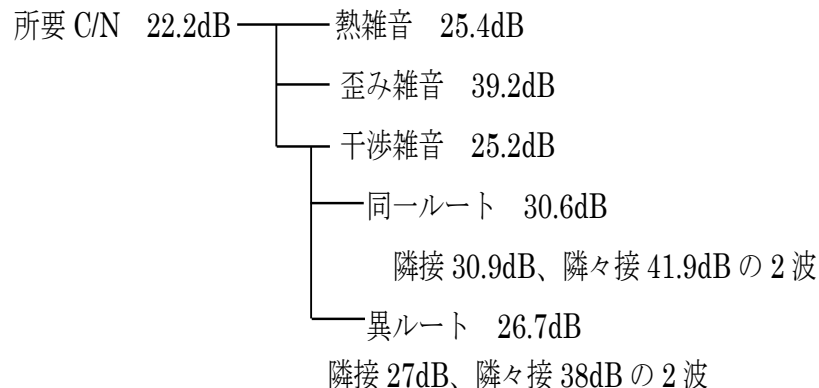 所要 C/N 22.2dB 熱雑音 25.4dB
歪み雑音 39.2dB
干渉雑音 25.2dB
同一ルート 30.6dB
隣接 30.9dB、隣々接 41.9dB の 2 波
異ルート 26.7dB
隣接 27dB、隣々接 38dB の 2 波